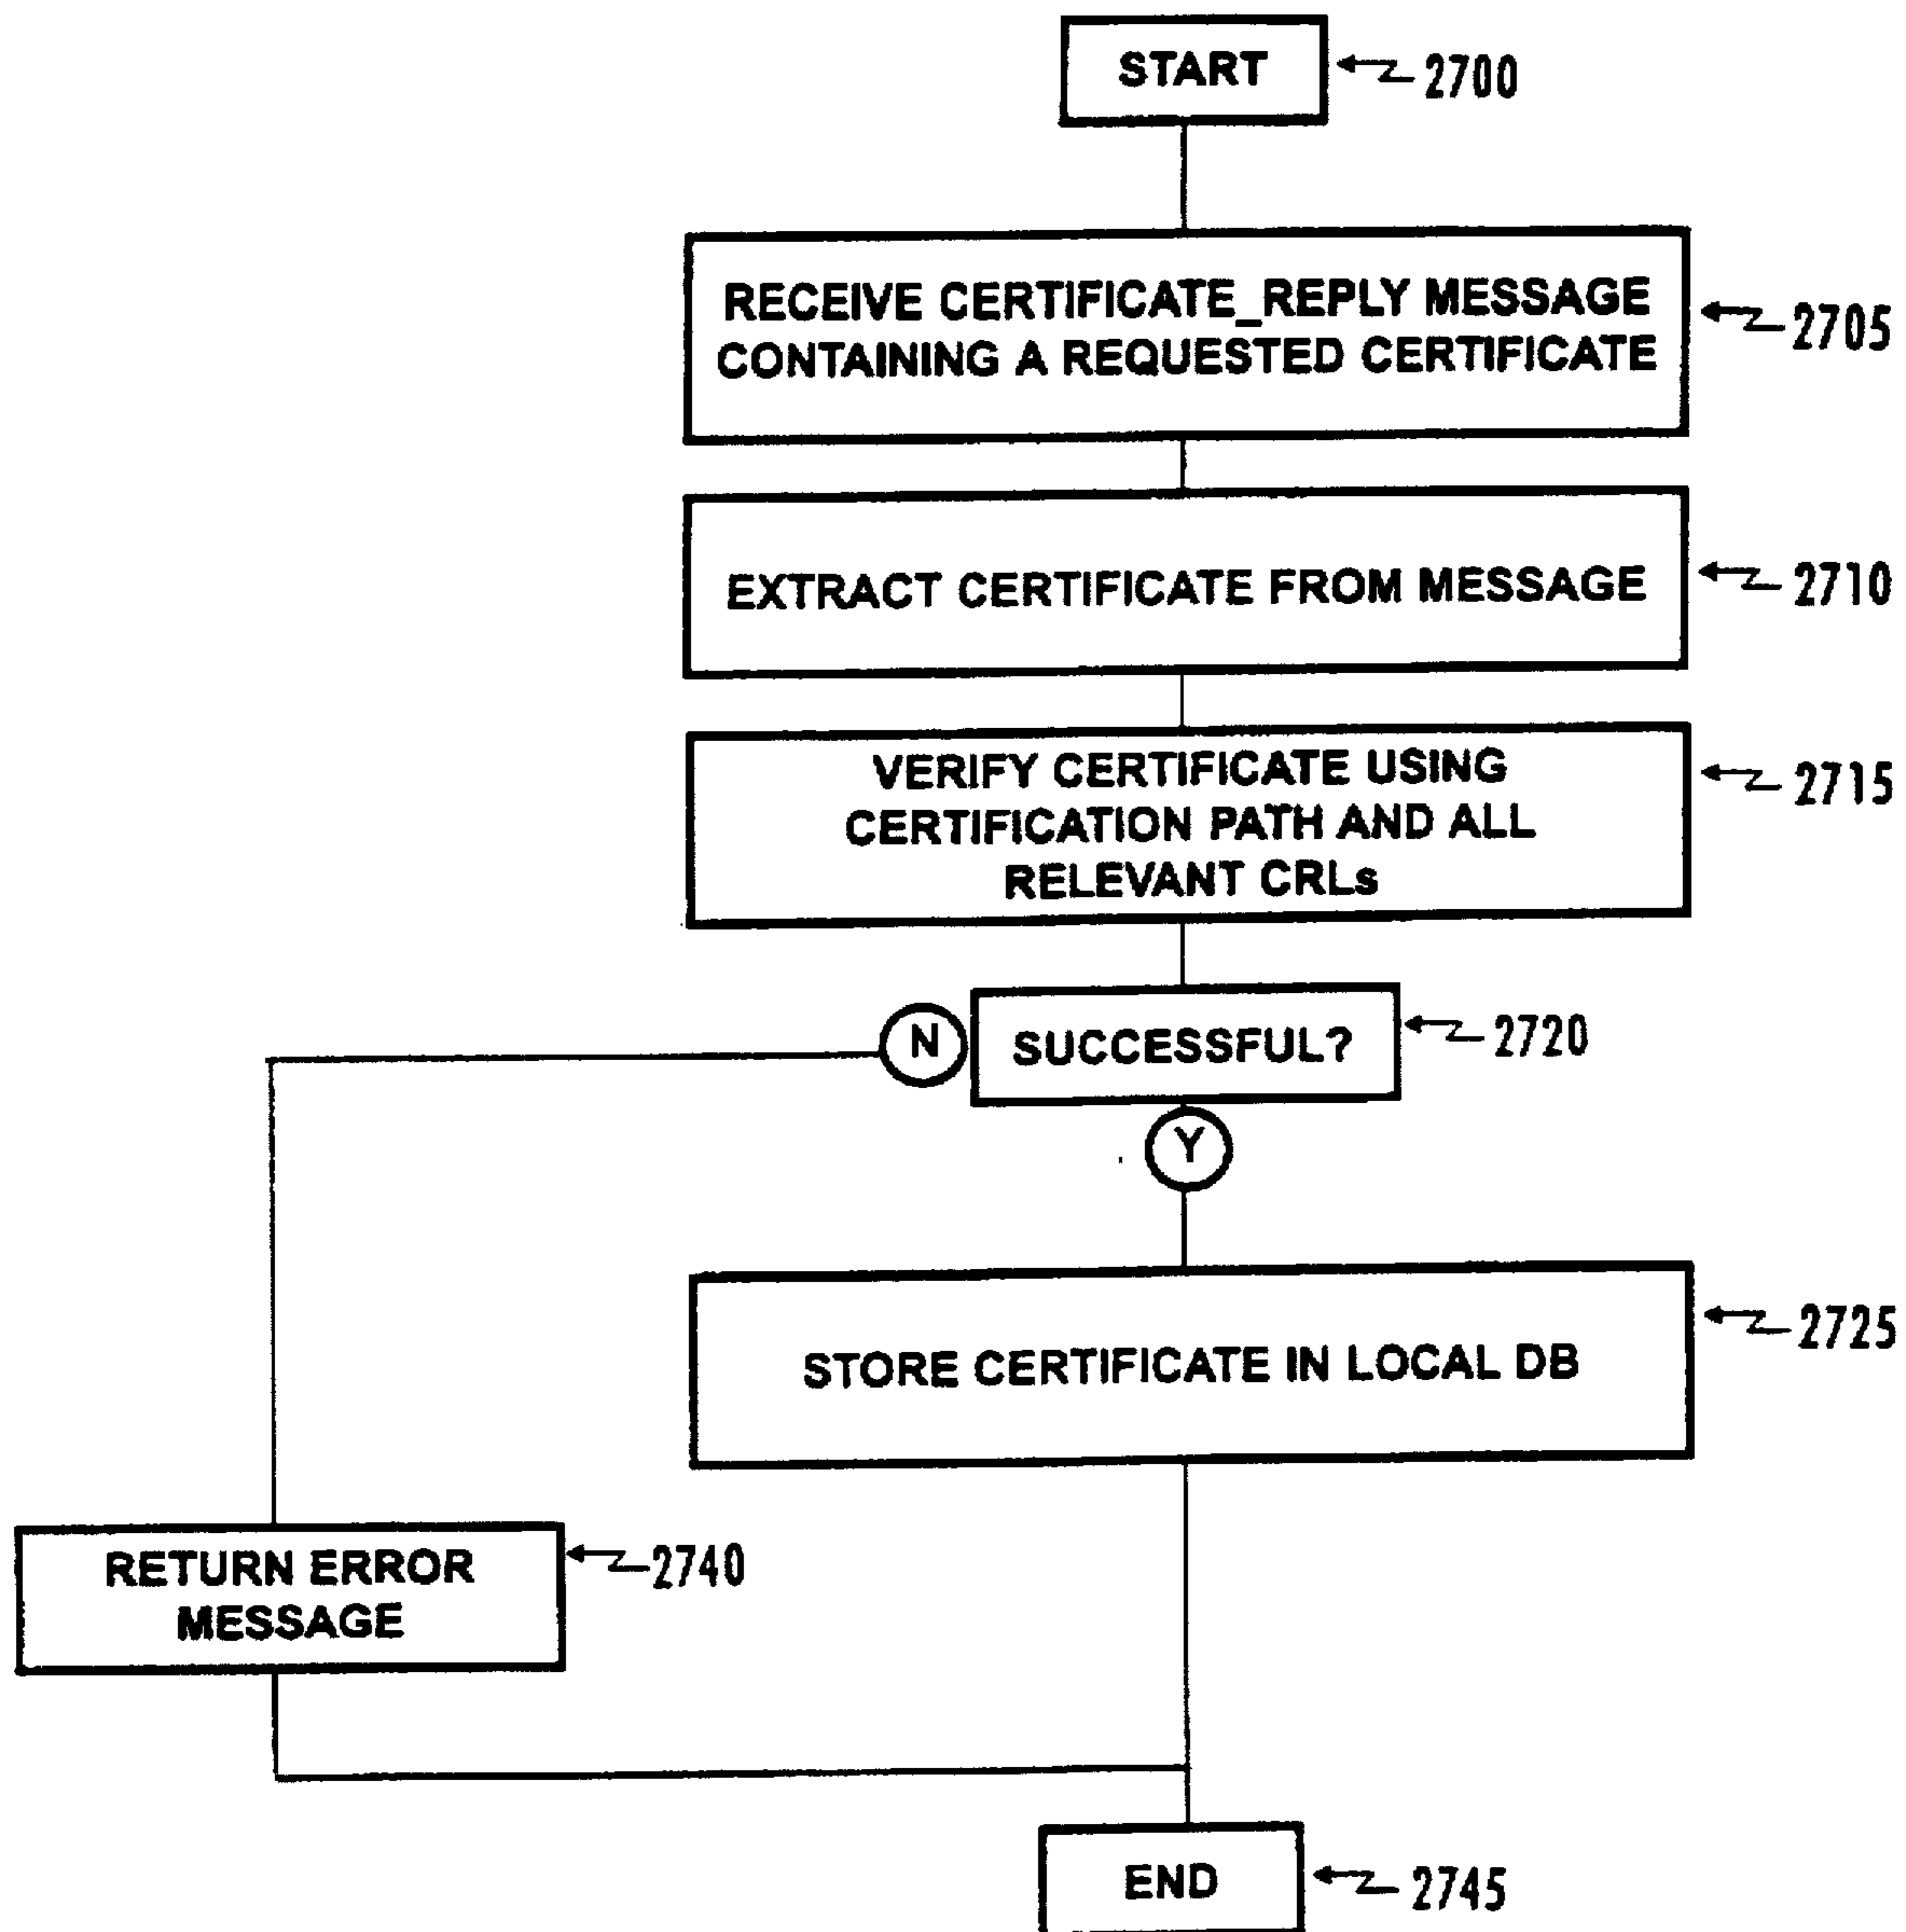 START
2700
RECEIVE CERTIFICATE_REPLY MESSAGE
CONTAINING A REQUESTED CERTIFICATE
2705
EXTRACT CERTIFICATE FROM MESSAGE
2710
VERIFY CERTIFICATE USING
CERTIFICATION PATH AND ALL
RELEVANT CRLs
2715
N
SUCCESSFUL?
2720
Y
STORE CERTIFICATE IN LOCAL DB
2725
RETURN ERROR
MESSAGE
2740
END
2745